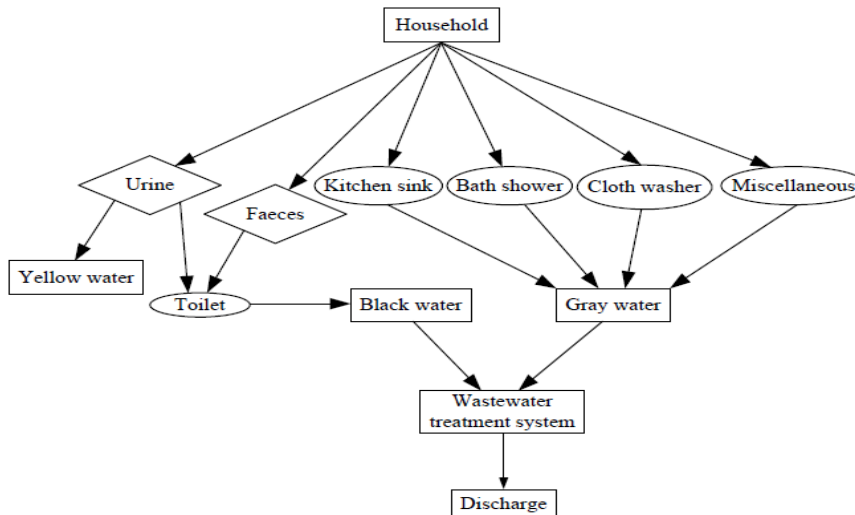 Household
Urine
Faeces
Kitchen sink
Bath shower
Cloth washer
Miscellaneous
Yellow water
Toilet
Black water
Gray water
Wastewater
treatment system
Discharge